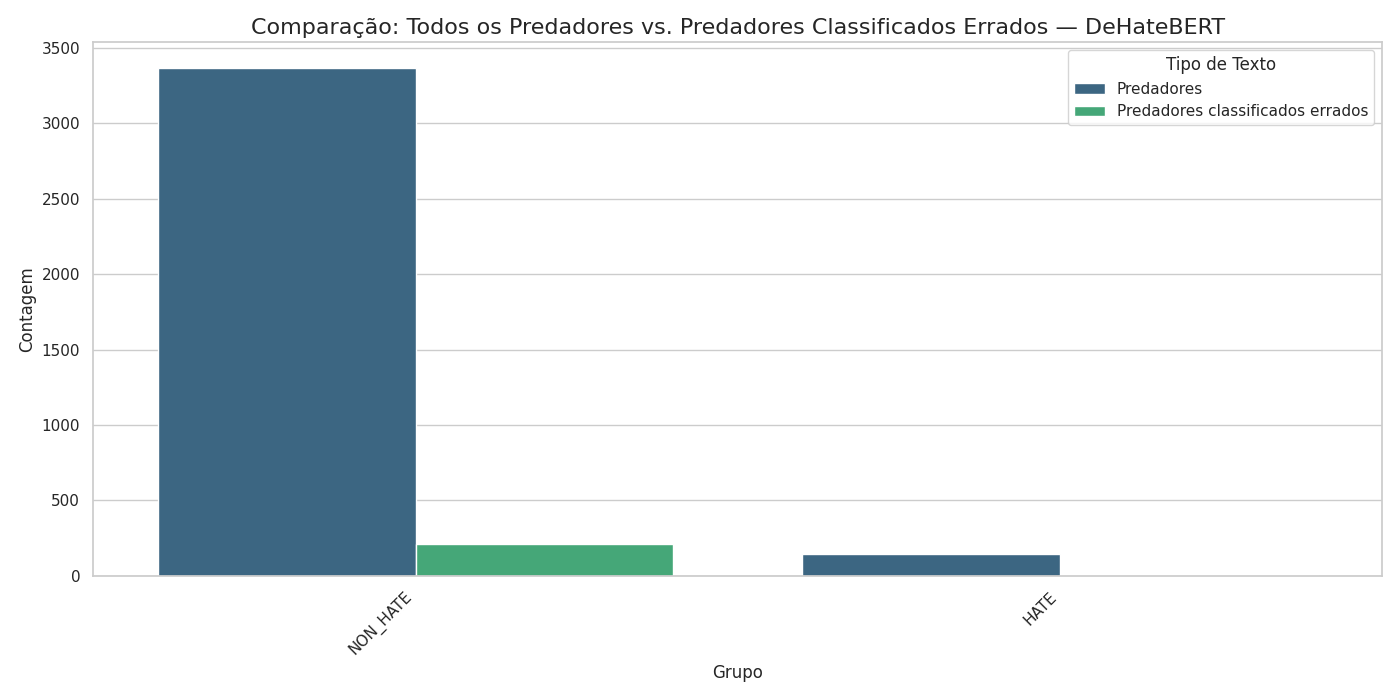 Comparação: Todos os Predadores vs. Predadores Classificados Errados — DeHateBERT
Tipo de Texto
Predadores
Predadores classificados errados
Contagem
3500
3000
2500
2000
1500
1000
500
0
NON_HATE
HATE
Grupo